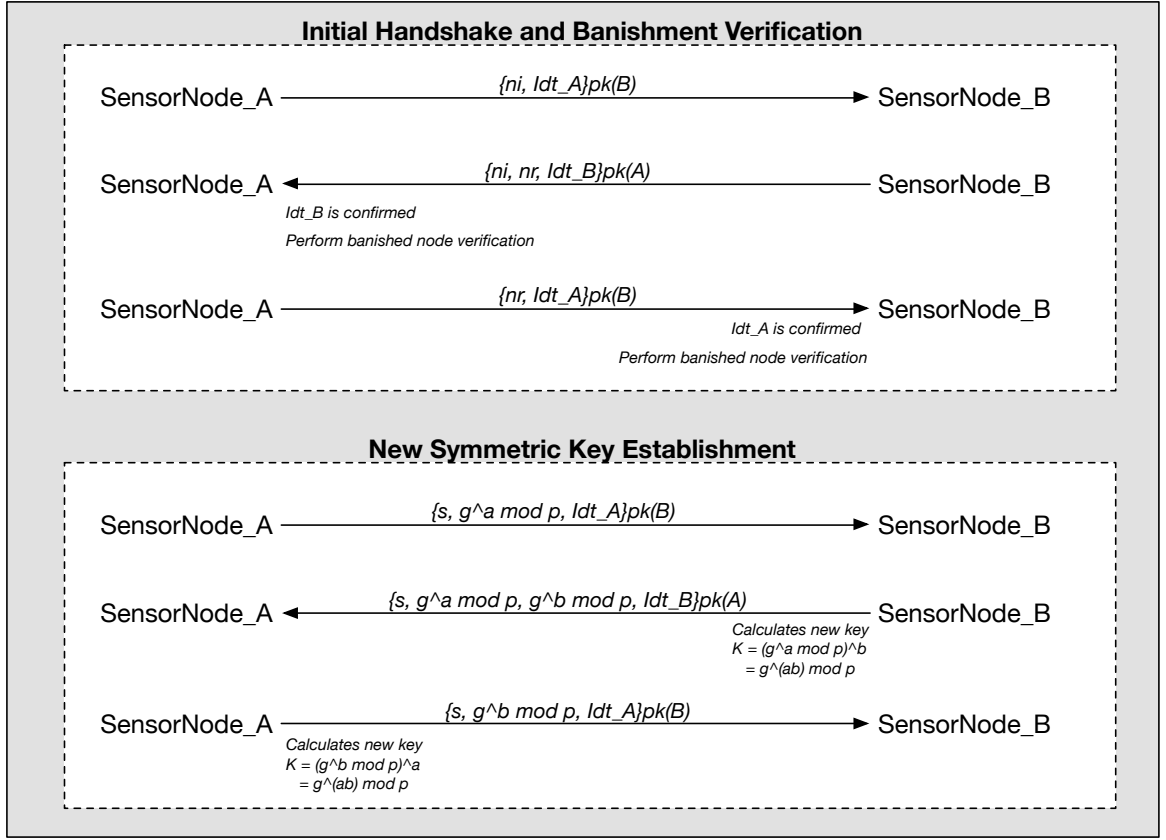 Initial Handshake and Banishment Verification
{ni, Idt_A}pk(B)
SensorNode_A SensorNode_B
{ni, nr, Idt_B}pk(A)
SensorNode_A SensorNode_B
Idt_B is confirmed
Perform banished node verification
{nr, Idt_A}pk(B)
SensorNode_A SensorNode_B
Idt_A is confirmed
Perform banished node verification
New Symmetric Key Establishment
{s, g^a mod p, Idt_A}pk(B)
SensorNode_A SensorNode_B
{s, g^a mod p, g^b mod p, Idt_B}pk(A)
SensorNode_A SensorNode_B
Calculates new key
K = (g^a mod p)^b
= g^(ab) mod p
{s, g^b mod p, Idt_A}pk(B)
SensorNode_A SensorNode_B
Calculates new key
K = (g^b mod p)^a
= g^(ab) mod p